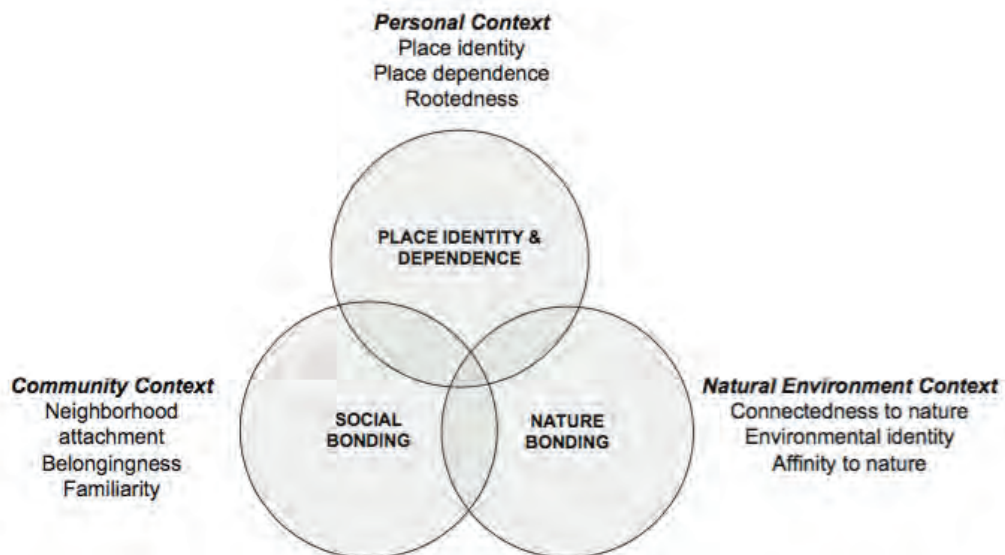 Personal Context
Place identity
Place dependence
Rootedness
PLACE IDENTITY &
DEPENDENCE
Community Context
Neighborhood
attachment
Belongingness
Familiarity
SOCIAL
BONDING
NATURE
BONDING
Natural Environment Context
Connectedness to nature
Environmental identity
Affinity to nature